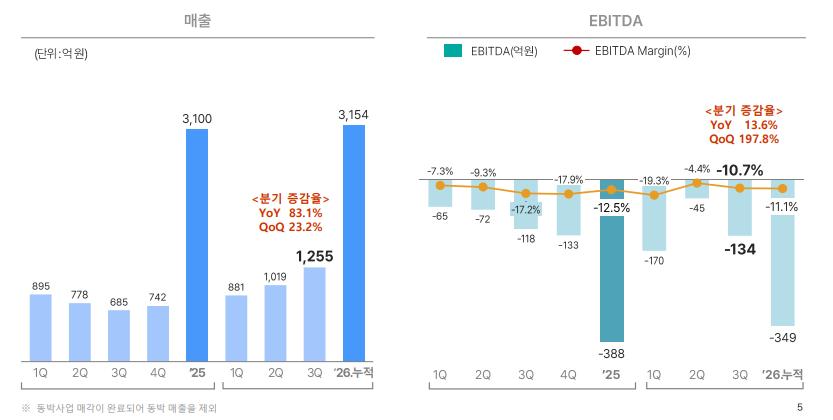 매출
(단위:억원)
3,100
3,154
<분기 증감율>
YoY 83.1%
QoQ 23.2%
1,255
895
778
685
742
881
1,019
1Q 2Q 3Q 4Q '25 1Q 2Q 3Q '26.누적
EBITDA
EBITDA(억원) EBITDA Margin(%)
<분기 증감율>
YoY 13.6%
QoQ 197.8%
-7.3% -9.3% -17.2% -17.9% -12.5% -19.3% -4.4% -10.7% -11.1%
-65 -72 -118 -133 -388 -170 -45 -134 -349
1Q 2Q 3Q 4Q '25 1Q 2Q 3Q '26.누적
※ 동박사업 매각이 완료되어 동박 매출을 제외
5